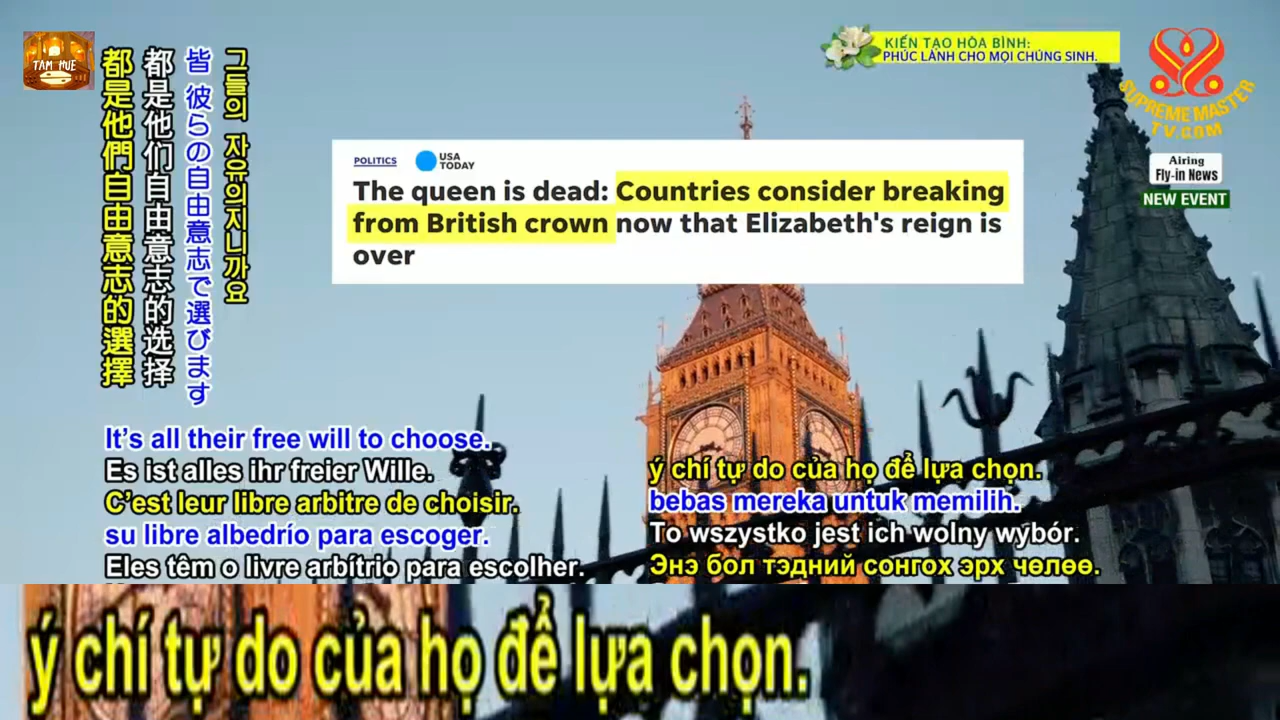 TAM HUE
都是他們自由意志的選擇
都是他们自由意志的选择
皆 彼らの自由意志で選びます
그들의 자유의지니까요
KIẾN TẠO HÒA BÌNH:
PHÚC LÀNH CHO MỌI CHÚNG SINH.
SUPREME MASTER
TV.COM
Airing
Fly-in News
NEW EVENT
POLITICS
USA
TODAY
The queen is dead: Countries consider breaking
from British crown now that Elizabeth's reign is
over
It's all their free will to choose.
Es ist alles ihr freier Wille.
C'est leur libre arbitre de choisir.
su libre albedrío para escoger.
Eles têm o livre arbítrio para escolher.
ý chí tự do của họ để lựa chọn.
bebas mereka untuk memilih.
To wszystko jest ich wolny wybór.
Энэ бол тэдний сонгох эрх чөлөө.
ý chí tự do của họ để lựa chọn.